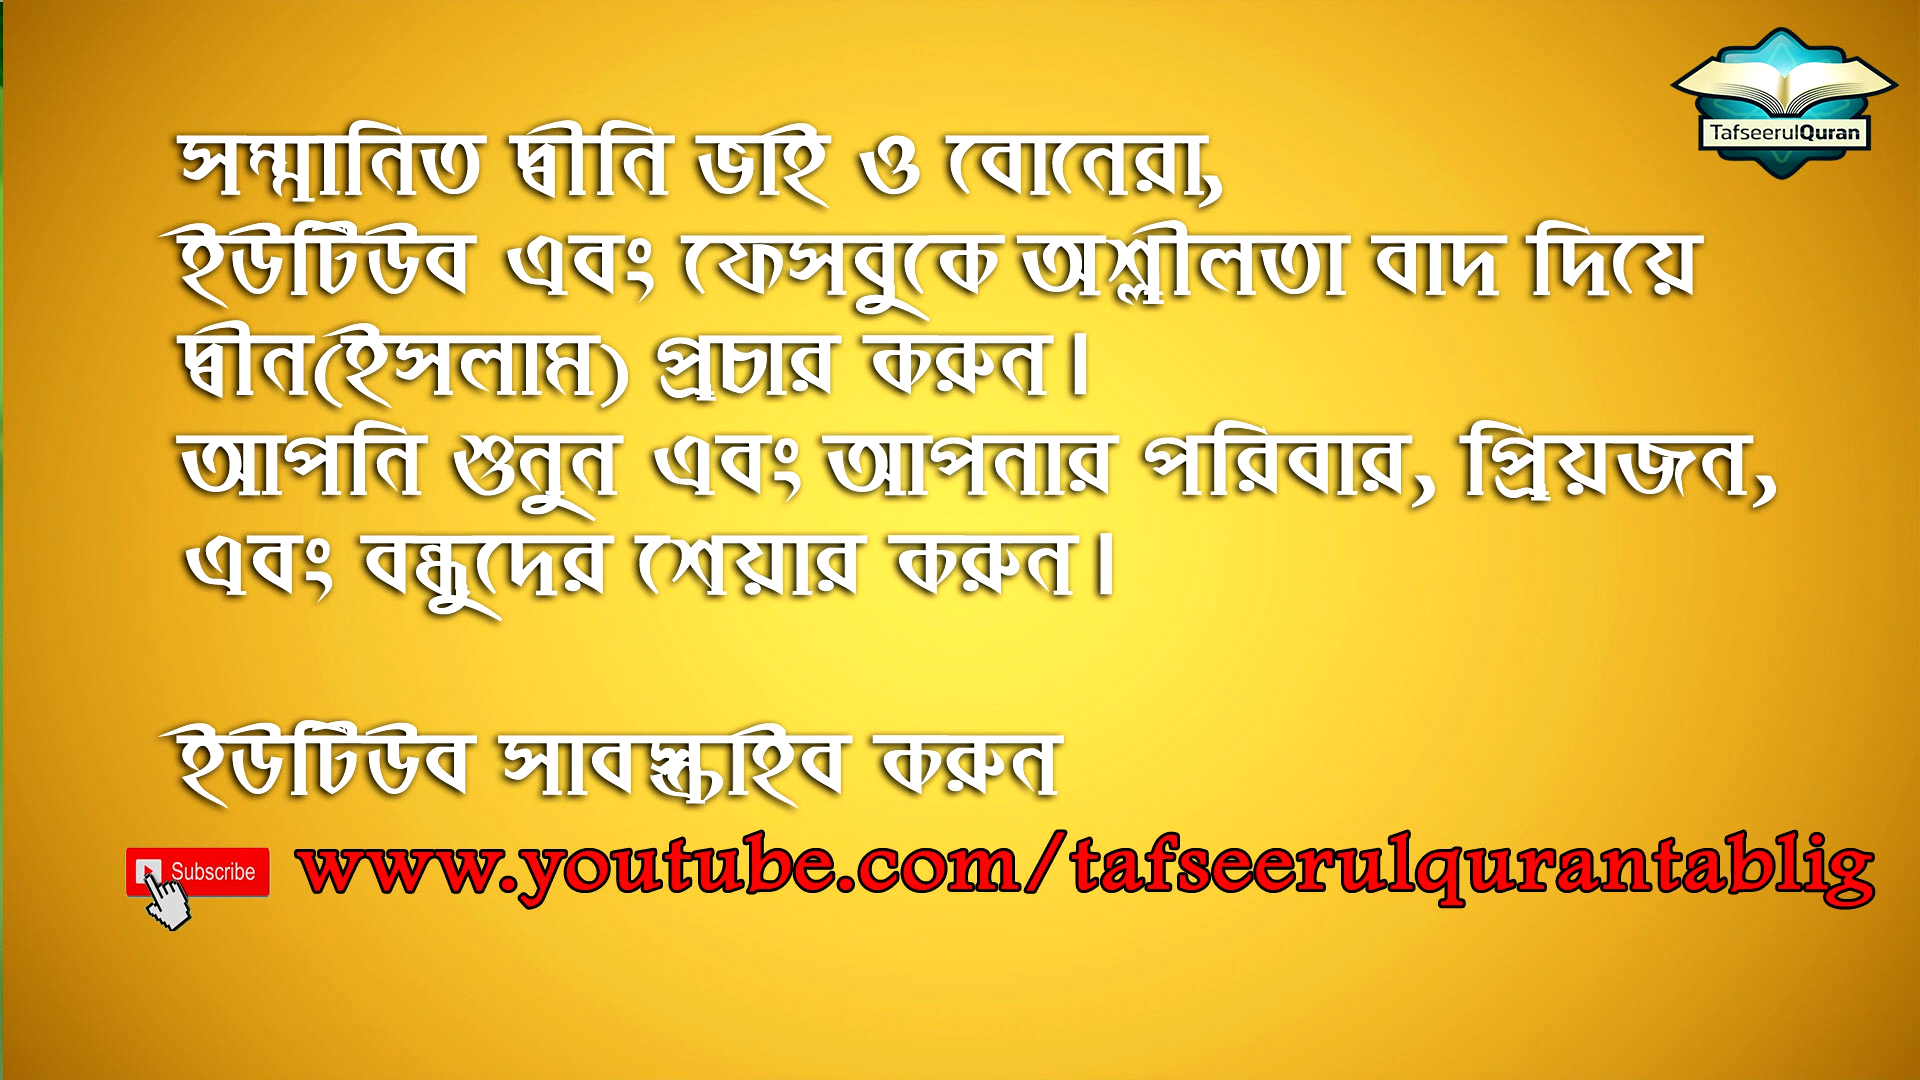 TafseerulQuran
সম্মানিত দ্বীনি ভাই ও বোনেরা,
ইউটিউব এবং ফেসবুকে অশ্লীলতা বাদ দিয়ে
দ্বীন(ইসলাম) প্রচার করুন।
আপনি শুনুন এবং আপনার পরিবার, প্রিয়জন,
এবং বন্ধুদের শেয়ার করুন।
ইউটিউব সাবস্ক্রাইব করুন
Subscribe www.youtube.com/tafseerulqurantablig